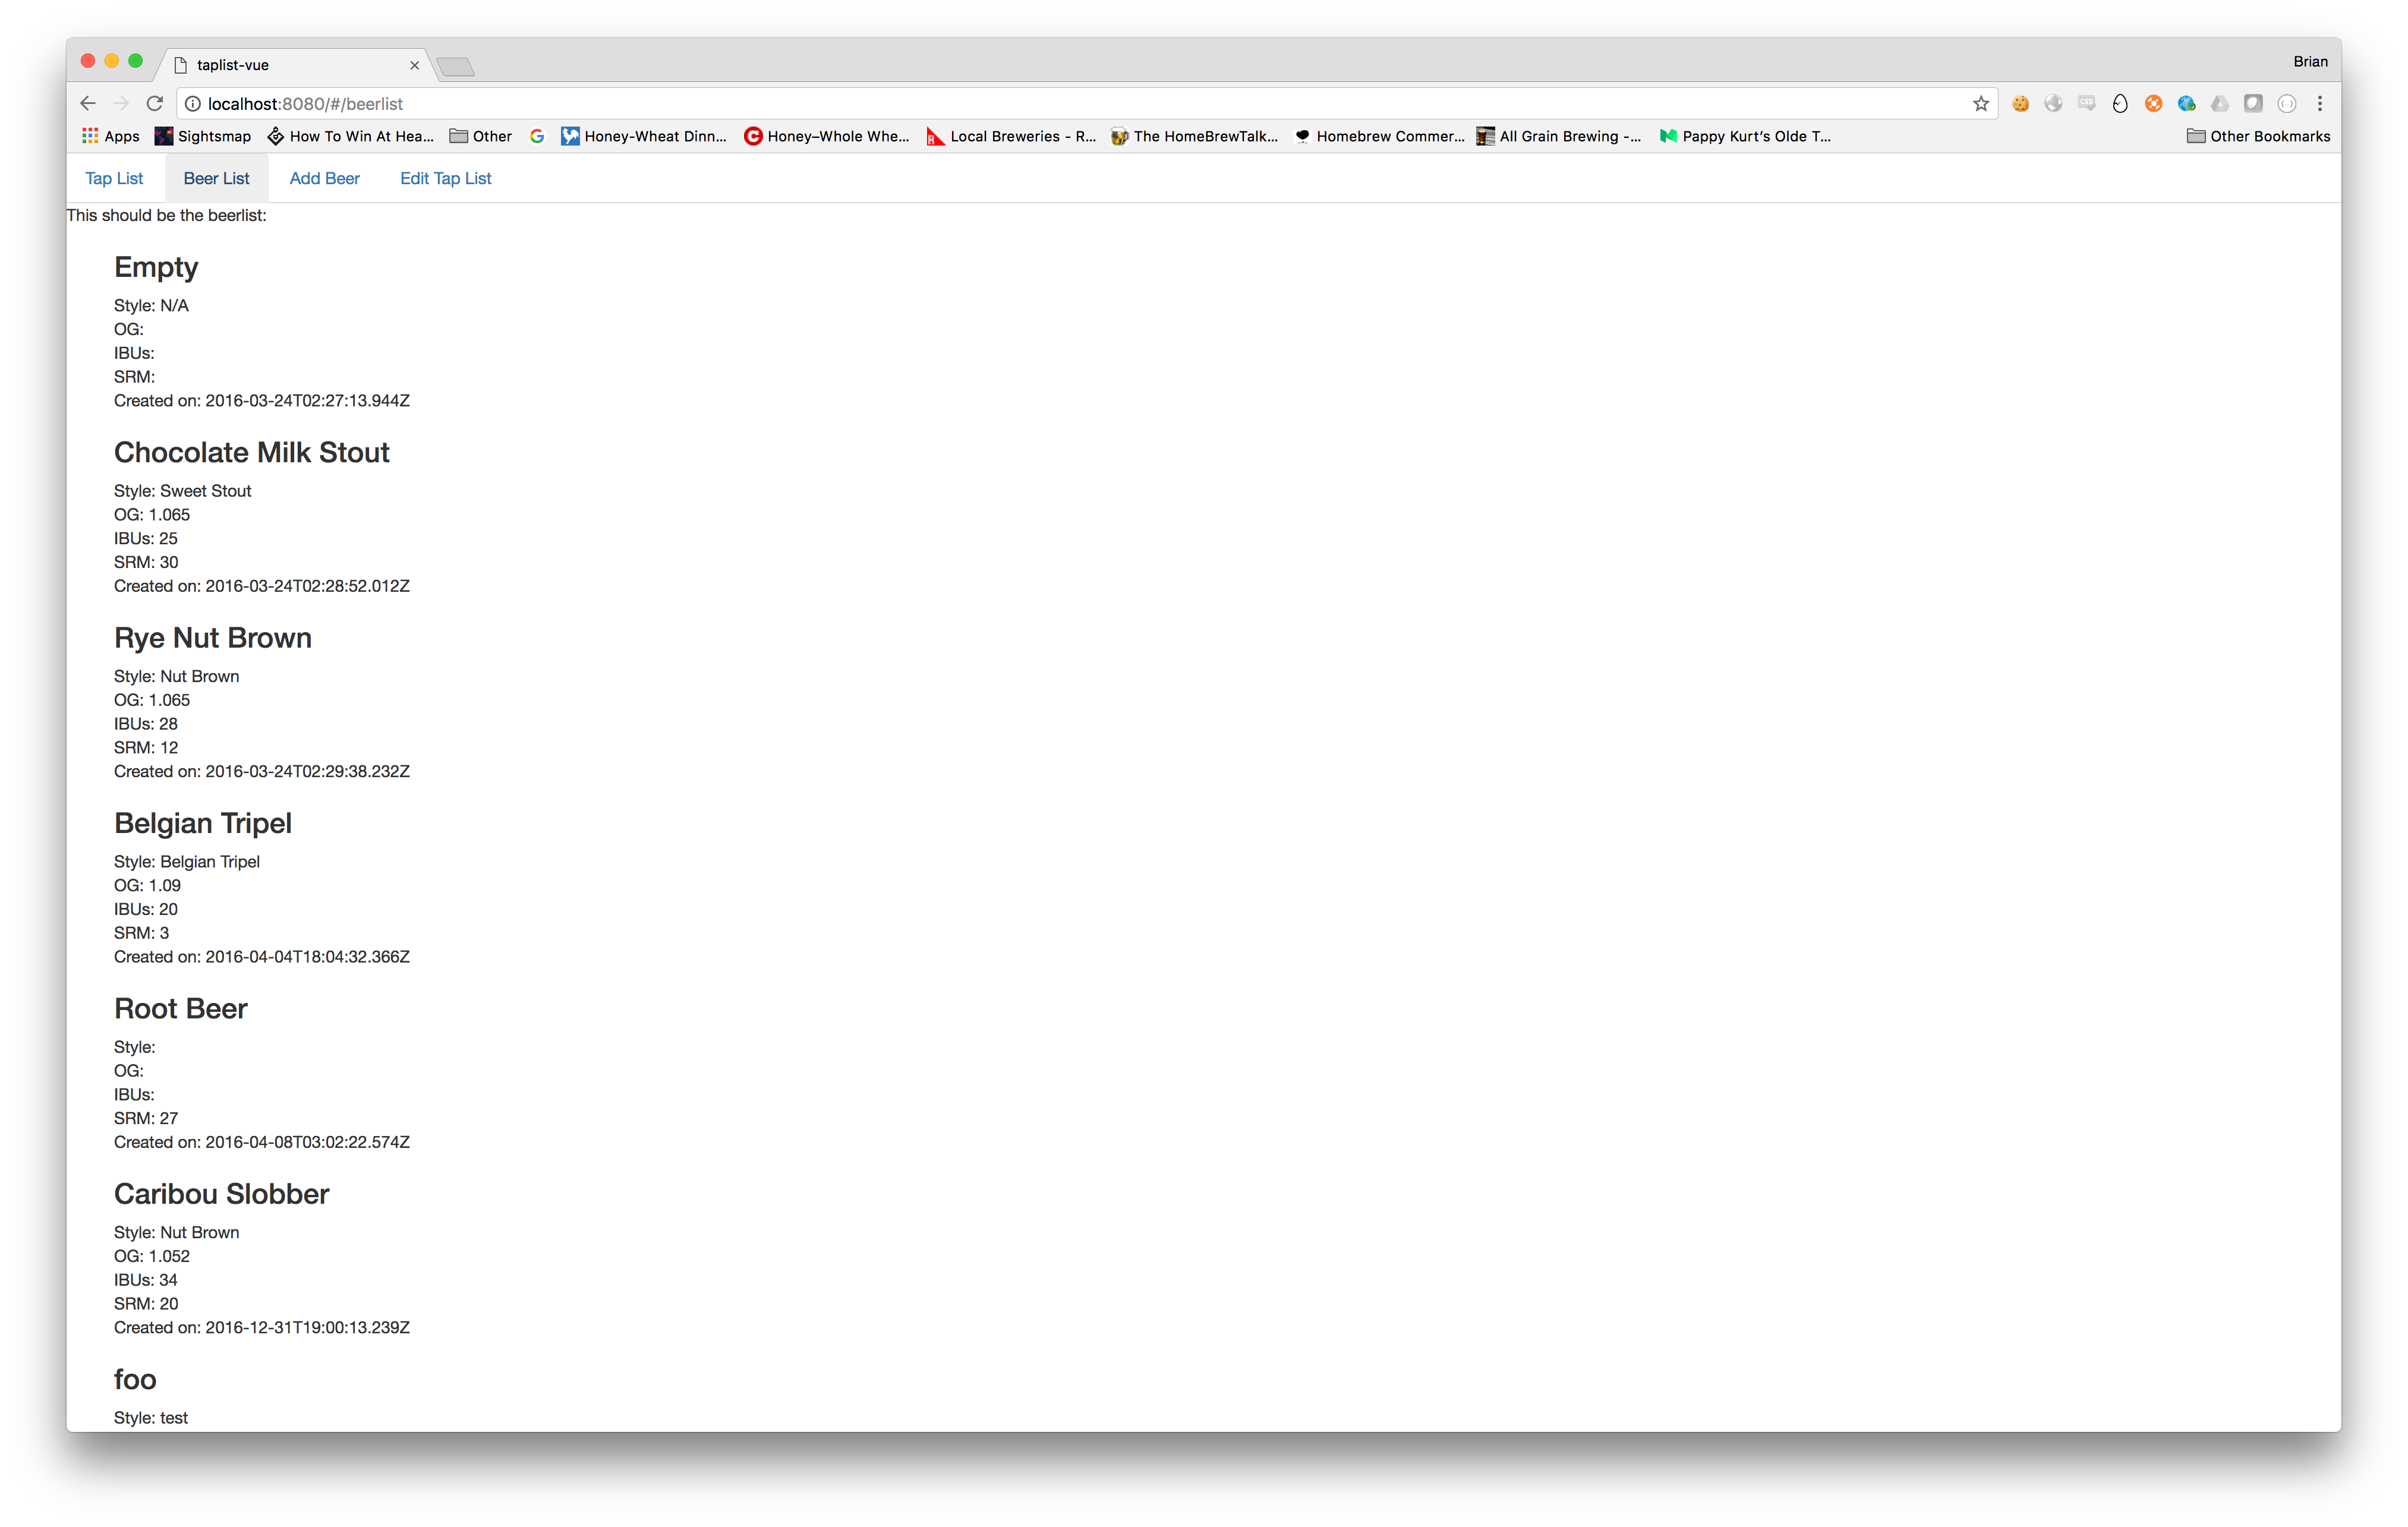 taplist-vue
Brian
localhost:8080/#/beerlist
Apps Sightsmap How To Win At Hea... Other Honey-Wheat Dinn... Honey–Whole Whe... Local Breweries - R... The HomeBrewTalk... Homebrew Commer... All Grain Brewing -... Pappy Kurt's Olde T... Other Bookmarks
Tap List Beer List Add Beer Edit Tap List
This should be the beerlist:
Empty
Style: N/A
OG:
IBUs:
SRM:
Created on: 2016-03-24T02:27:13.944Z
Chocolate Milk Stout
Style: Sweet Stout
OG: 1.065
IBUs: 25
SRM: 30
Created on: 2016-03-24T02:28:52.012Z
Rye Nut Brown
Style: Nut Brown
OG: 1.065
IBUs: 28
SRM: 12
Created on: 2016-03-24T02:29:38.232Z
Belgian Tripel
Style: Belgian Tripel
OG: 1.09
IBUs: 20
SRM: 3
Created on: 2016-04-04T18:04:32.366Z
Root Beer
Style:
OG:
IBUs:
SRM: 27
Created on: 2016-04-08T03:02:22.574Z
Caribou Slobber
Style: Nut Brown
OG: 1.052
IBUs: 34
SRM: 20
Created on: 2016-12-31T19:00:13.239Z
foo
Style: test